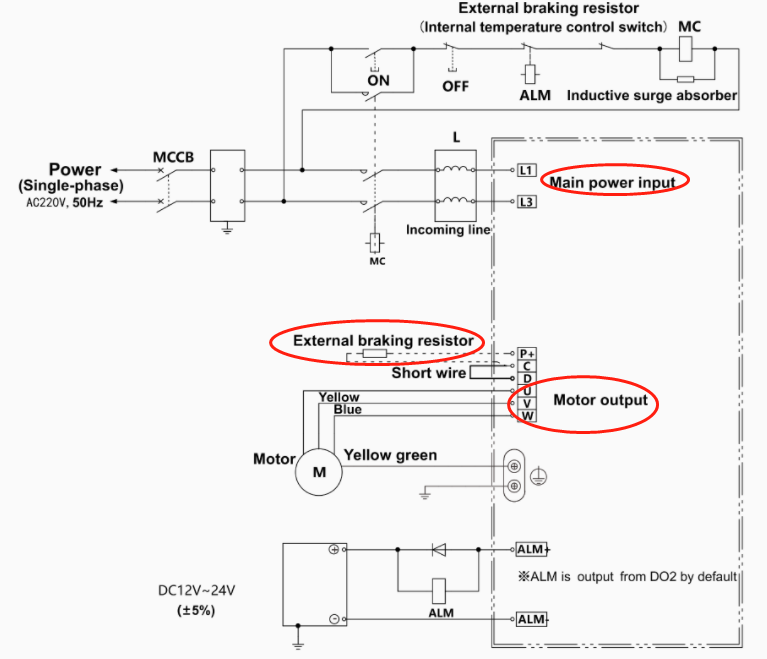 External braking resistor
(Internal temperature control switch) MC
ON
OFF
ALM
Inductive surge absorber
MCCB
L
Power
(Single-phase)
AC220V, 50Hz
L1
Main power input
L3
Incoming line
MC
External braking resistor
P+
C
Short wire
D
U
Yellow
V
Motor output
Blue
W
Motor
M
Yellow green
ALM+
※ALM is output from DO2 by default
DC12V~24V
(±5%)
ALM
ALM-